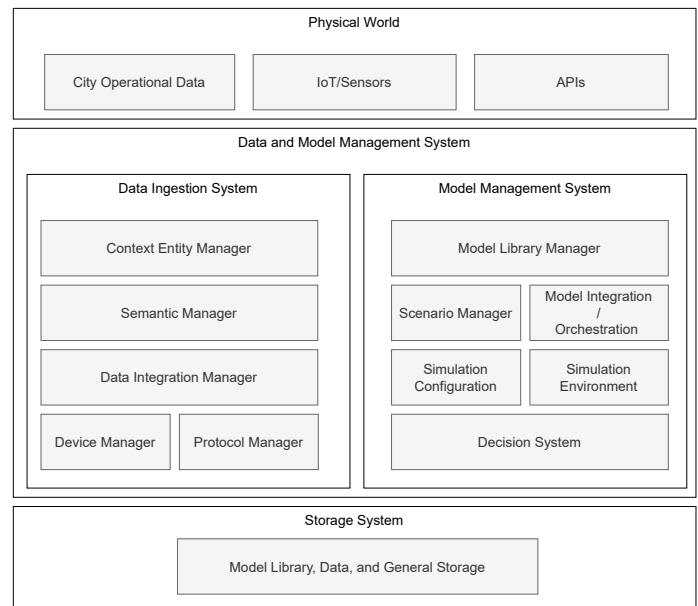 Physical World
City Operational Data
IoT/Sensors
APIs
Data and Model Management System
Data Ingestion System
Context Entity Manager
Semantic Manager
Data Integration Manager
Device Manager
Protocol Manager
Model Management System
Model Library Manager
Scenario Manager
Model Integration
/
Orchestration
Simulation
Configuration
Simulation
Environment
Decision System
Storage System
Model Library, Data, and General Storage